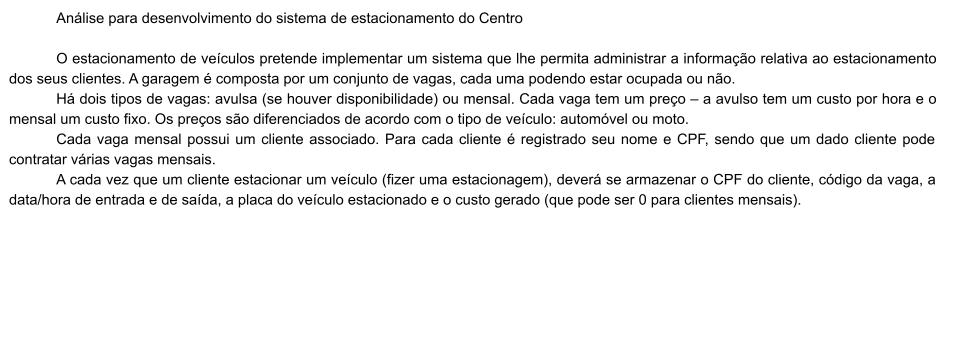 Análise para desenvolvimento do sistema de estacionamento do Centro
O estacionamento de veículos pretende implementar um sistema que lhe permita administrar a informação relativa ao estacionamento
dos seus clientes. A garagem é composta por um conjunto de vagas, cada uma podendo estar ocupada ou não.
Há dois tipos de vagas: avulsa (se houver disponibilidade) ou mensal. Cada vaga tem um preço – a avulso tem um custo por hora e o
mensal um custo fixo. Os preços são diferenciados de acordo com o tipo de veículo: automóvel ou moto.
Cada vaga mensal possui um cliente associado. Para cada cliente é registrado seu nome e CPF, sendo que um dado cliente pode
contratar várias vagas mensais.
A cada vez que um cliente estacionar um veículo (fizer uma estacionagem), deverá se armazenar o CPF do cliente, código da vaga, a
data/hora de entrada e de saída, a placa do veículo estacionado e o custo gerado (que pode ser 0 para clientes mensais).